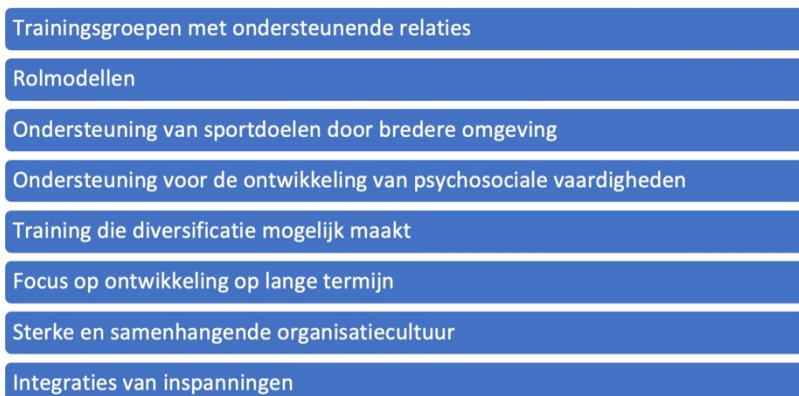 Trainingsgroepen met ondersteunende relaties
Rolmodellen
Ondersteuning van sportdoelen door bredere omgeving
Ondersteuning voor de ontwikkeling van psychosociale vaardigheden
Training die diversificatie mogelijk maakt
Focus op ontwikkeling op lange termijn
Sterke en samenhangende organisatiecultuur
Integraties van inspanningen